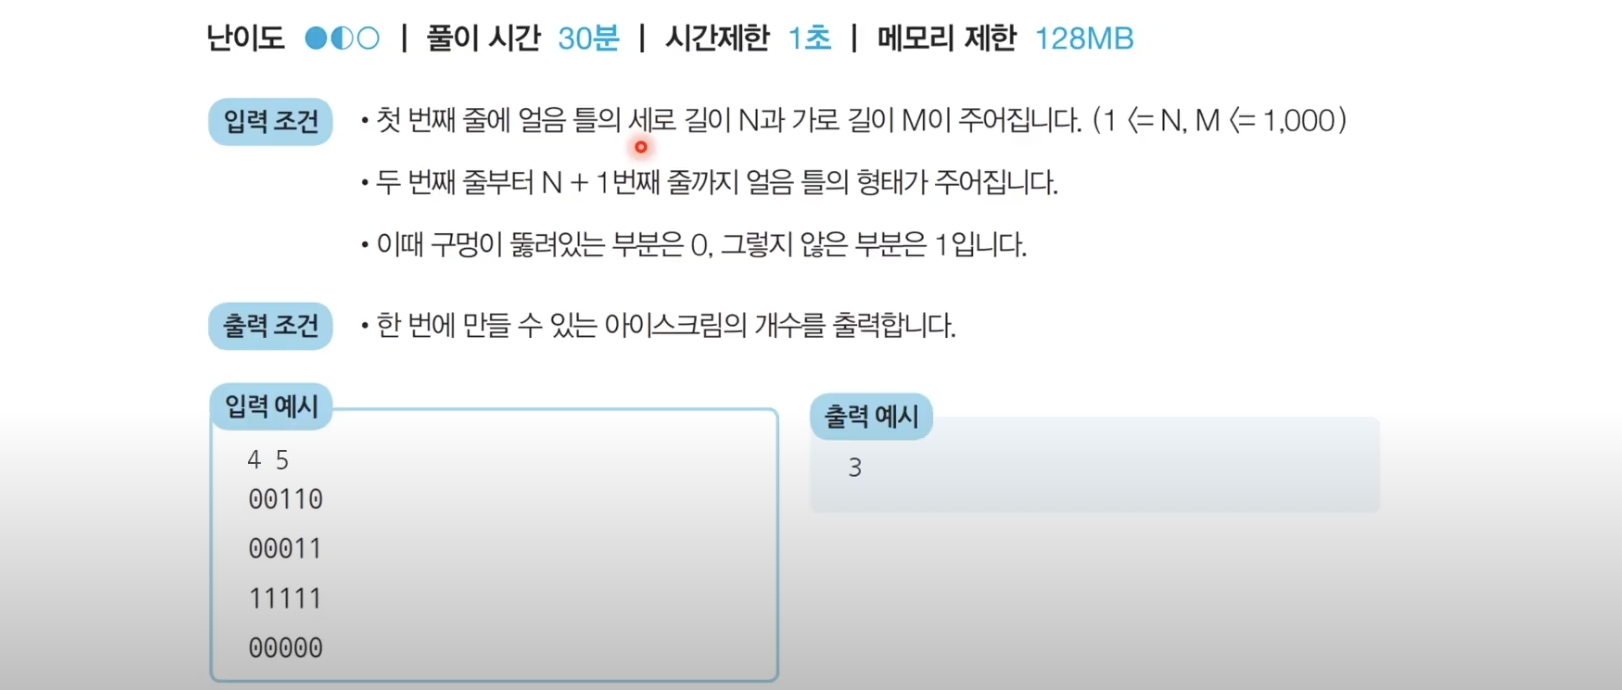 난이도 ●◐○ | 풀이 시간 30분 | 시간제한 1초 | 메모리 제한 128MB
입력 조건 • 첫 번째 줄에 얼음 틀의 세로 길이 N과 가로 길이 M이 주어집니다. (1 <= N, M <= 1,000)
• 두 번째 줄부터 N + 1번째 줄까지 얼음 틀의 형태가 주어집니다.
• 이때 구멍이 뚫려있는 부분은 0, 그렇지 않은 부분은 1입니다.
출력 조건 • 한 번에 만들 수 있는 아이스크림의 개수를 출력합니다.
입력 예시
4 5
00110
00011
11111
00000
출력 예시
3